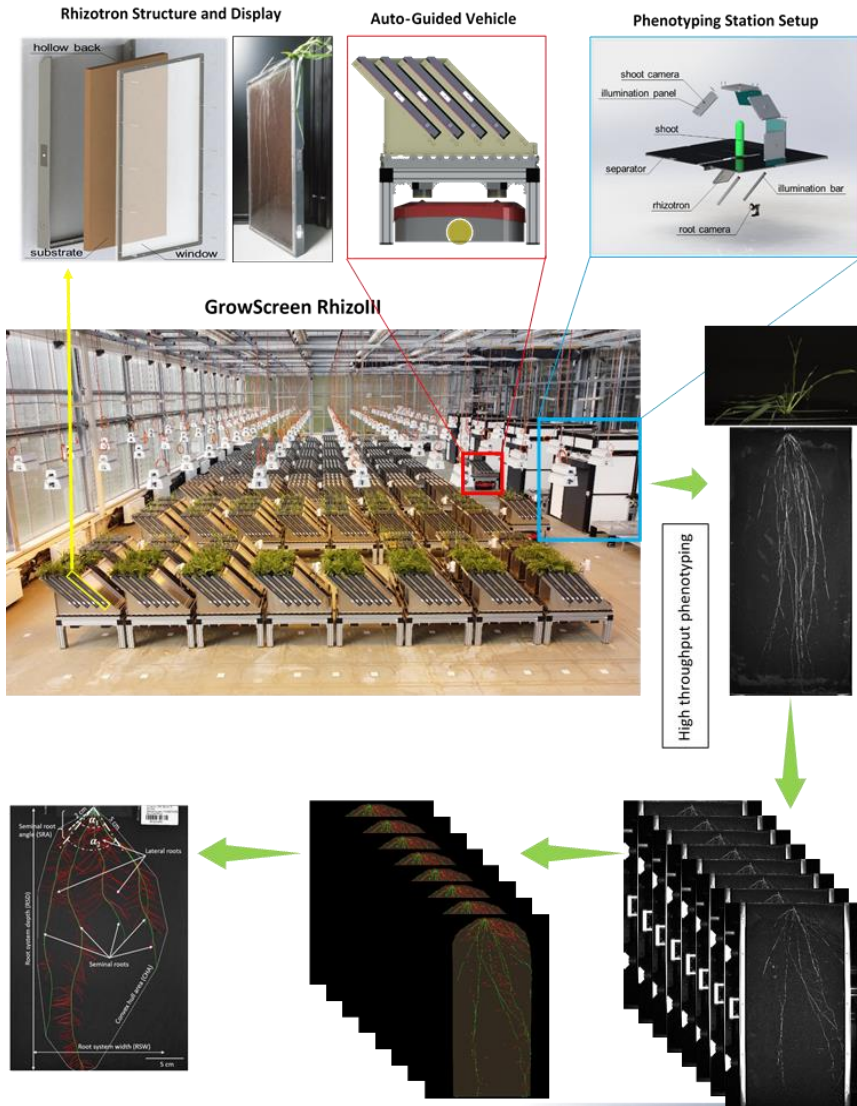 Rhizotron Structure and Display
Auto-Guided Vehicle
Phenotyping Station Setup
hollow back
substrate
window
shoot camera
illumination panel
shoot
separator
rhizotron
illumination bar
root camera
GrowScreen RhizoIII
High throughput phenotyping
5 cm
Seminal root
angle (SRA)
α
Lateral roots
Root system depth (RSD)
Seminal roots
Convex hull area (CHA)
Root system width (RSW)
5 cm